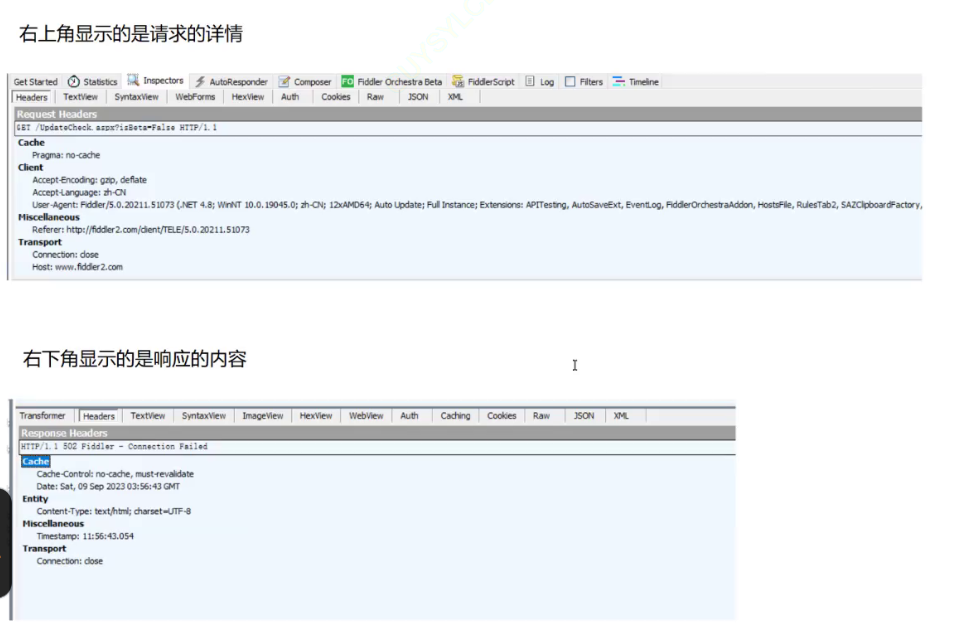 右上角显示的是请求的详情
Get Started Statistics Inspectors AutoResponder Composer FO Fiddler Orchestra Beta FiddlerScript Log Filters Timeline
Headers TextView SyntaxView WebForms HexView Auth Cookies Raw JSON XML
Request Headers
GET /UpdateCheck.aspx?isBeta=False HTTP/1.1
Cache
Pragma: no-cache
Client
Accept-Encoding: gzip, deflate
Accept-Language: zh-CN
User-Agent: Fiddler/5.0.20211.51073 (.NET 4.8; WinNT 10.0.19045.0; zh-CN; 12xAMD64; Auto Update; Full Instance; Extensions: APITesting, AutoSaveExt, EventLog, FiddlerOrchestraAddon, HostsFile, RulesTab2, SAZClipboardFactory,
Miscellaneous
Referer: http://fiddler2.com/client/TELE/5.0.20211.51073
Transport
Connection: close
Host: www.fiddler2.com
右下角显示的是响应的内容
Transformer Headers TextView SyntaxView ImageView HexView WebView Auth Caching Cookies Raw JSON XML
Response Headers
HTTP/1.1 502 Fiddler - Connection Failed
Cache
Cache-Control: no-cache, must-revalidate
Date: Sat, 09 Sep 2023 03:56:43 GMT
Entity
Content-Type: text/html; charset=UTF-8
Miscellaneous
Timestamp: 11:56:43.054
Transport
Connection: close